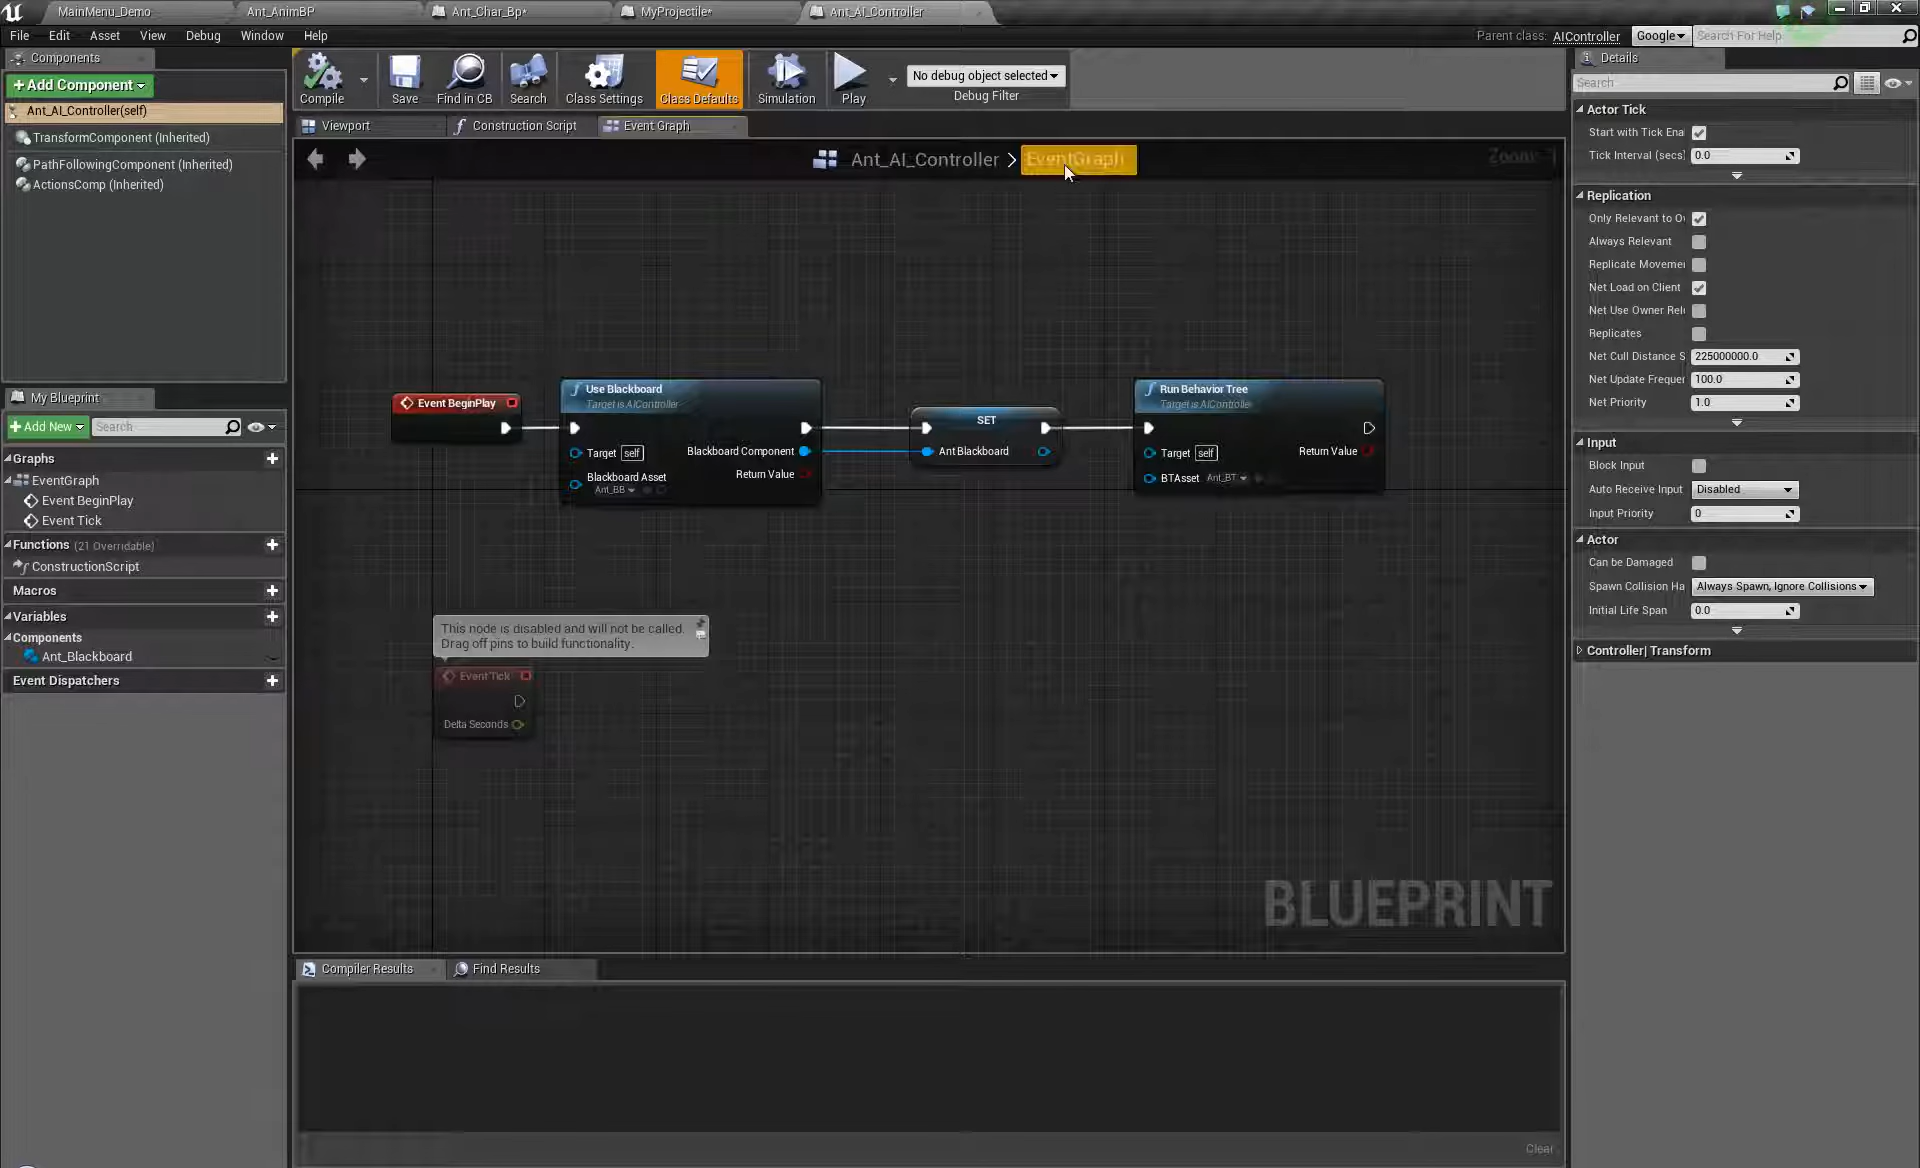 MainMenu_Demo
Ant_AnimBP
Ant_Char_Bp*
MyProjectile*
Ant_AI_Controller
File Edit Asset View Debug Window Help
Parent class: AIController Google Search For Help
Components
+Add Component
Ant_AI_Controller(self)
TransformComponent (Inherited)
PathFollowingComponent (Inherited)
ActionsComp (Inherited)
Compile
Save
Find in CB
Search
Class Settings
Class Defaults
Simulation
Play
No debug object selected
Debug Filter
Viewport
Construction Script
Event Graph
Ant_AI_Controller > EventGraph
Event BeginPlay
Use Blackboard
Target is AIController
Target self
Blackboard Component
Blackboard Asset
Ant_BB
Return Value
SET
Ant Blackboard
Run Behavior Tree
Target is AIControlle
Target self
Return Value
BTAsset Ant_BT
This node is disabled and will not be called.
Drag off pins to build functionality.
Event Tick
Delta Seconds
BLUEPRINT
My Blueprint
+Add New Search
Graphs
EventGraph
Event BeginPlay
Event Tick
Functions (21 Overridable)
ConstructionScript
Macros
Variables
Components
Ant_Blackboard
Event Dispatchers
Compiler Results
Find Results
Clear
Details
Search
Actor Tick
Start with Tick Ena
Tick Interval (secs) 0.0
Replication
Only Relevant to O
Always Relevant
Replicate Movemen
Net Load on Client
Net Use Owner Rel
Replicates
Net Cull Distance S 225000000.0
Net Update Frequen 100.0
Net Priority 1.0
Input
Block Input
Auto Receive Input Disabled
Input Priority 0
Actor
Can be Damaged
Spawn Collision Ha Always Spawn, Ignore Collisions
Initial Life Span 0.0
Controller| Transform